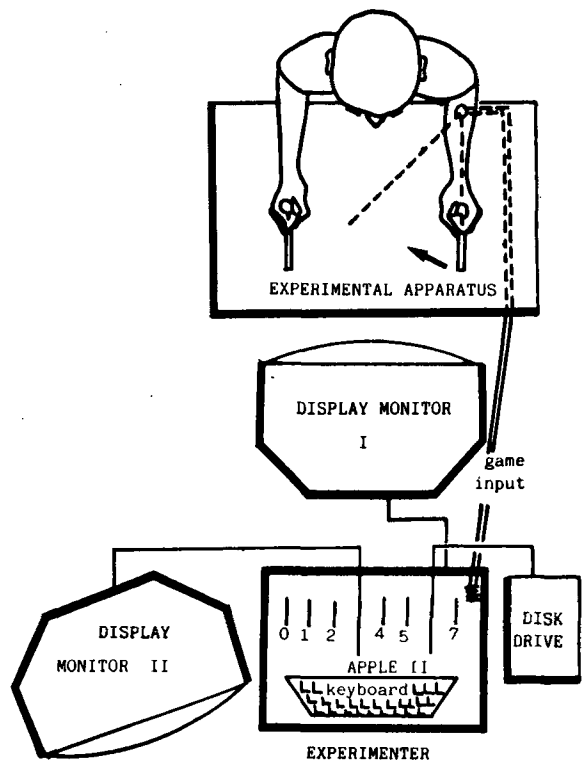 EXPERIMENTAL APPARATUS
DISPLAY MONITOR
I
game
input
DISPLAY
MONITOR II
0 1 2 4 5 7
APPLE II
keyboard
DISK
DRIVE
EXPERIMENTER